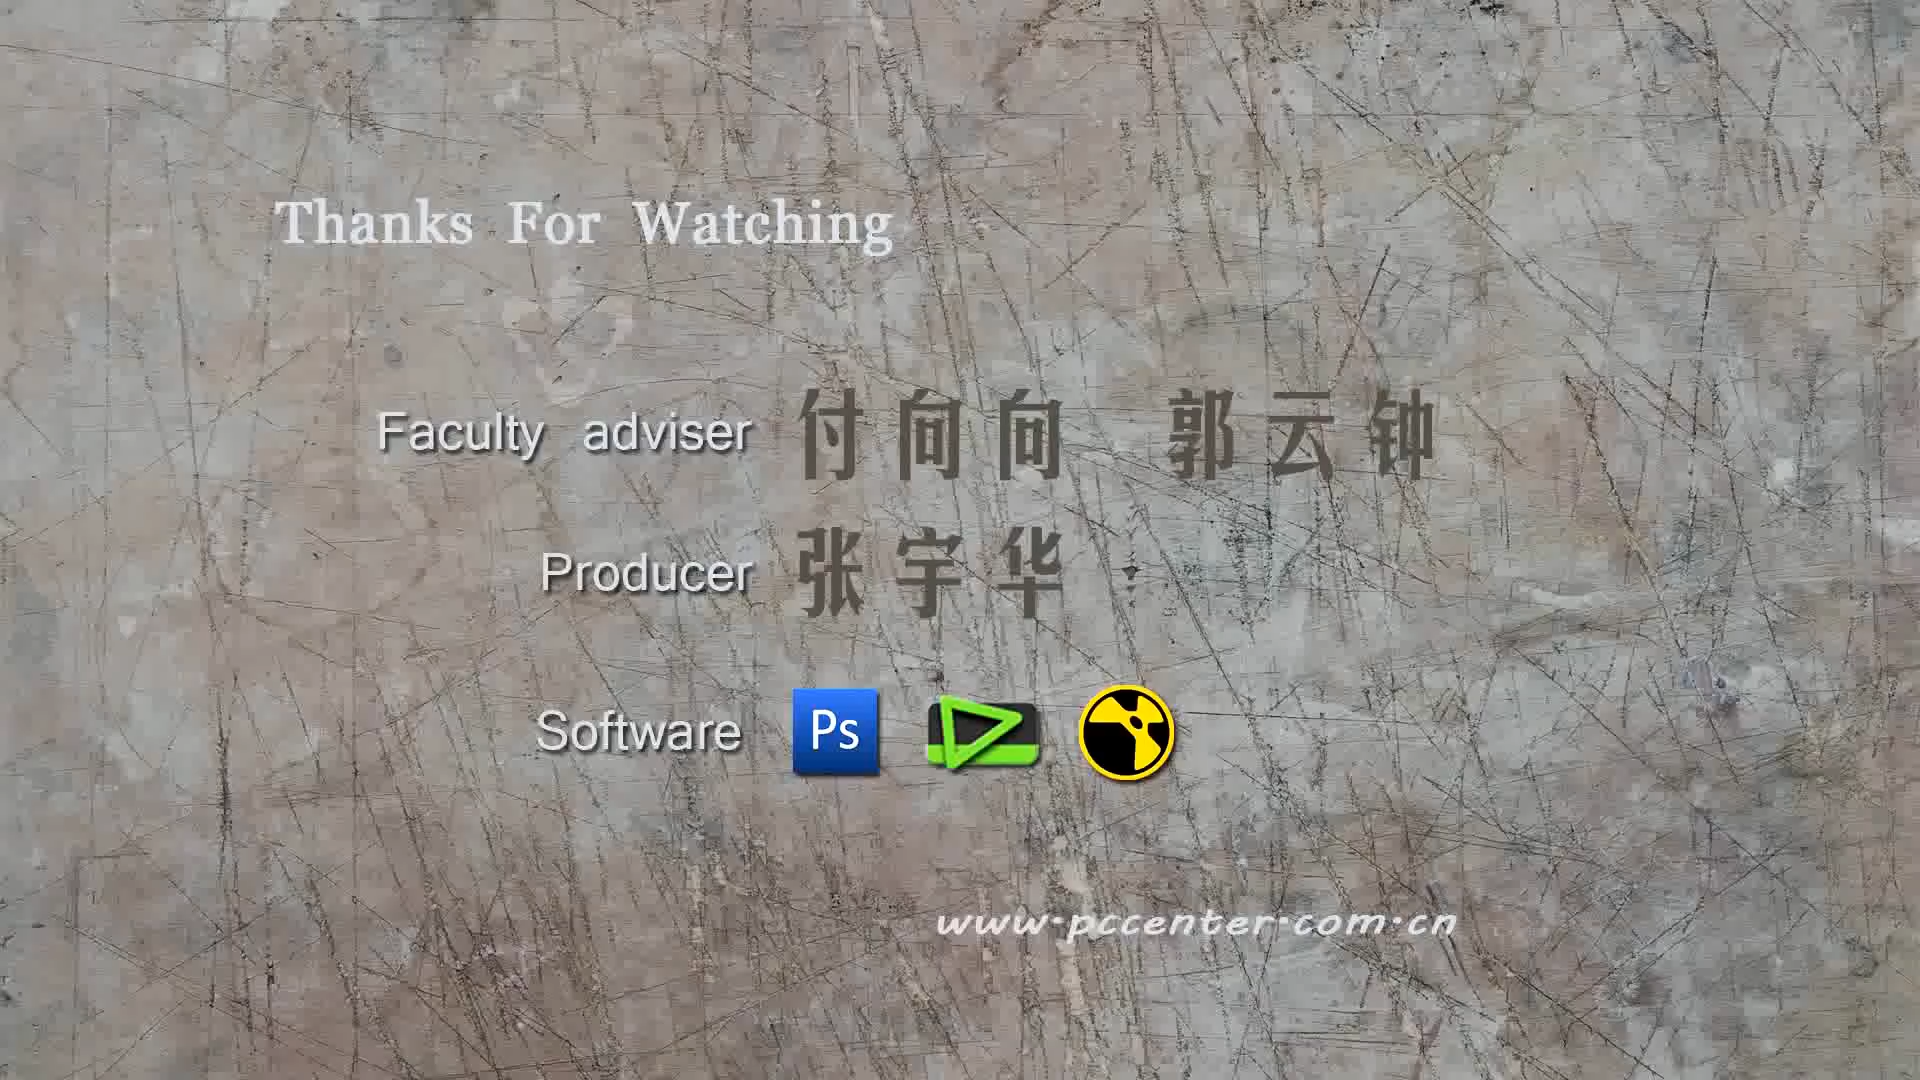 Thanks For Watching
Faculty adviser 付向向 郭云钟
Producer 张宇华
Software Ps
www.pccenter.com.cn